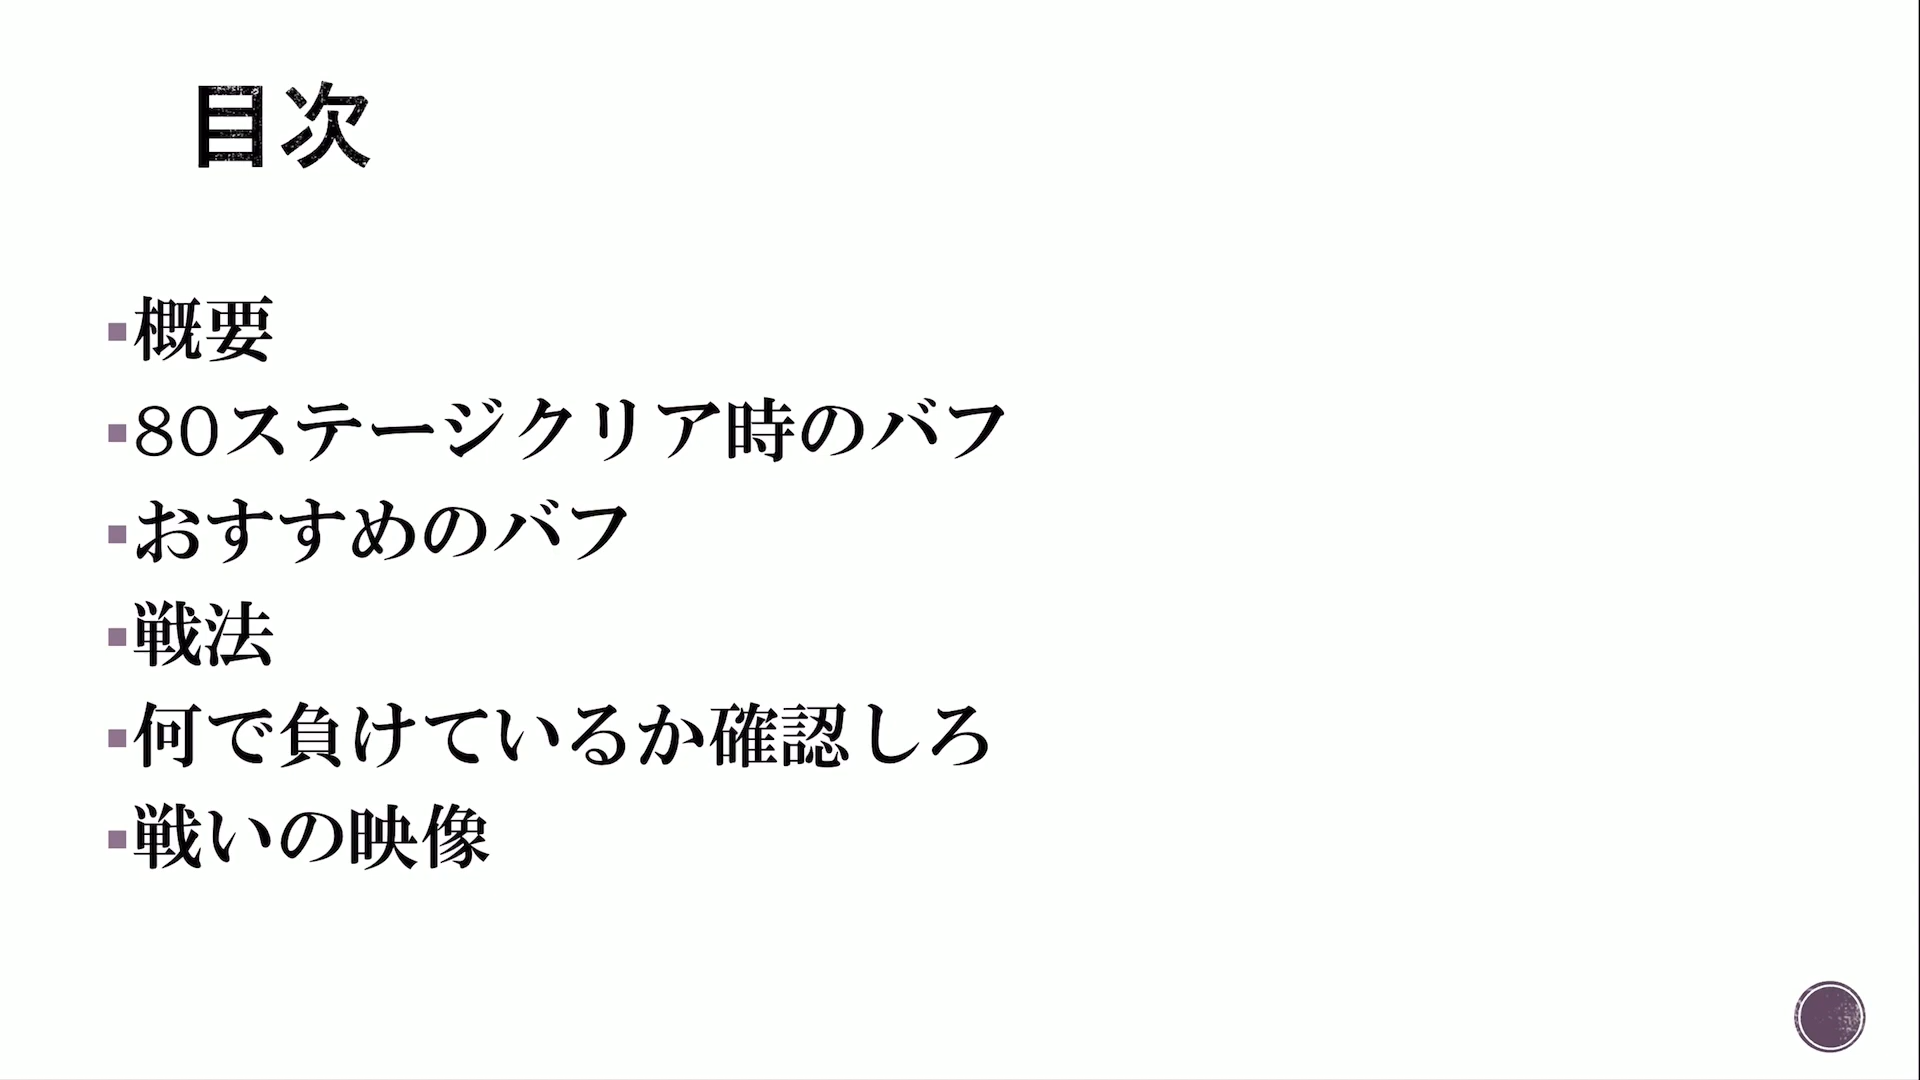 目次
概要
80ステージクリア時のバフ
おすすめのバフ
戦法
何で負けているか確認しろ
戦いの映像